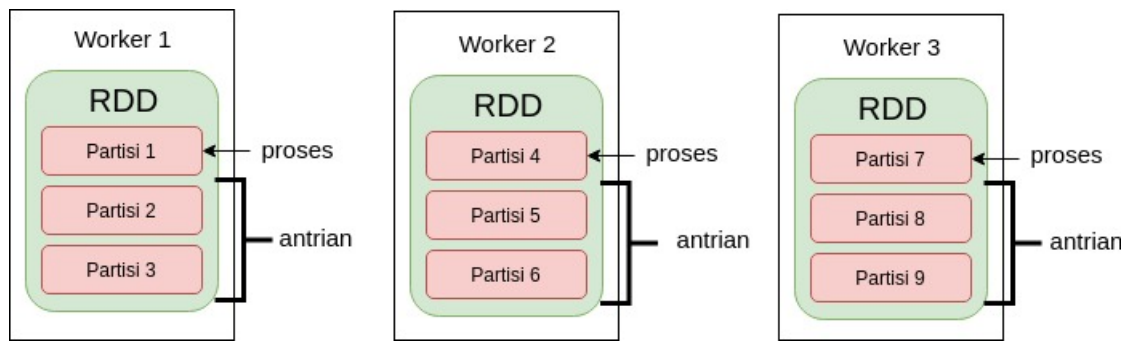 Worker 1
RDD
Partisi 1
proses
Partisi 2
Partisi 3
antrian
Worker 2
RDD
Partisi 4
proses
Partisi 5
Partisi 6
antrian
Worker 3
RDD
Partisi 7
proses
Partisi 8
Partisi 9
antrian